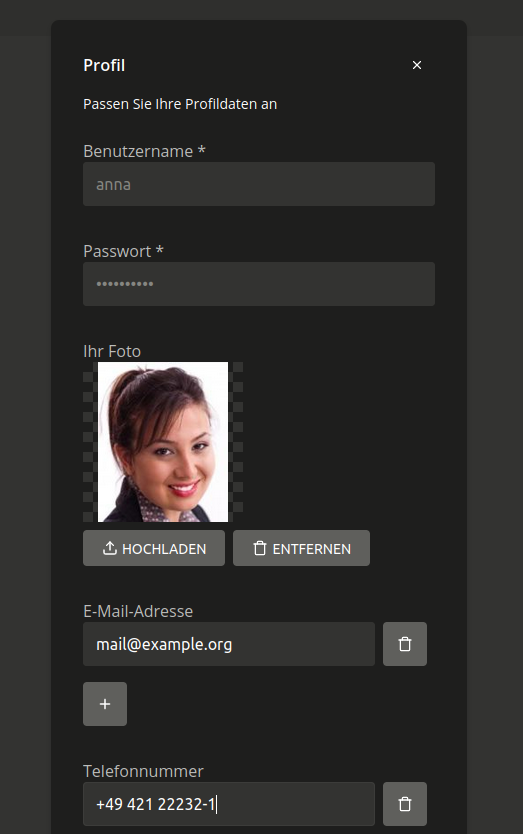 Profil
Passen Sie Ihre Profildaten an
Benutzername *
anna
Passwort *
••••••••••
Ihr Foto
HOCHLADEN ENTFERNEN
E-Mail-Adresse
mail@example.org
+
Telefonnummer
+49 421 22232-1